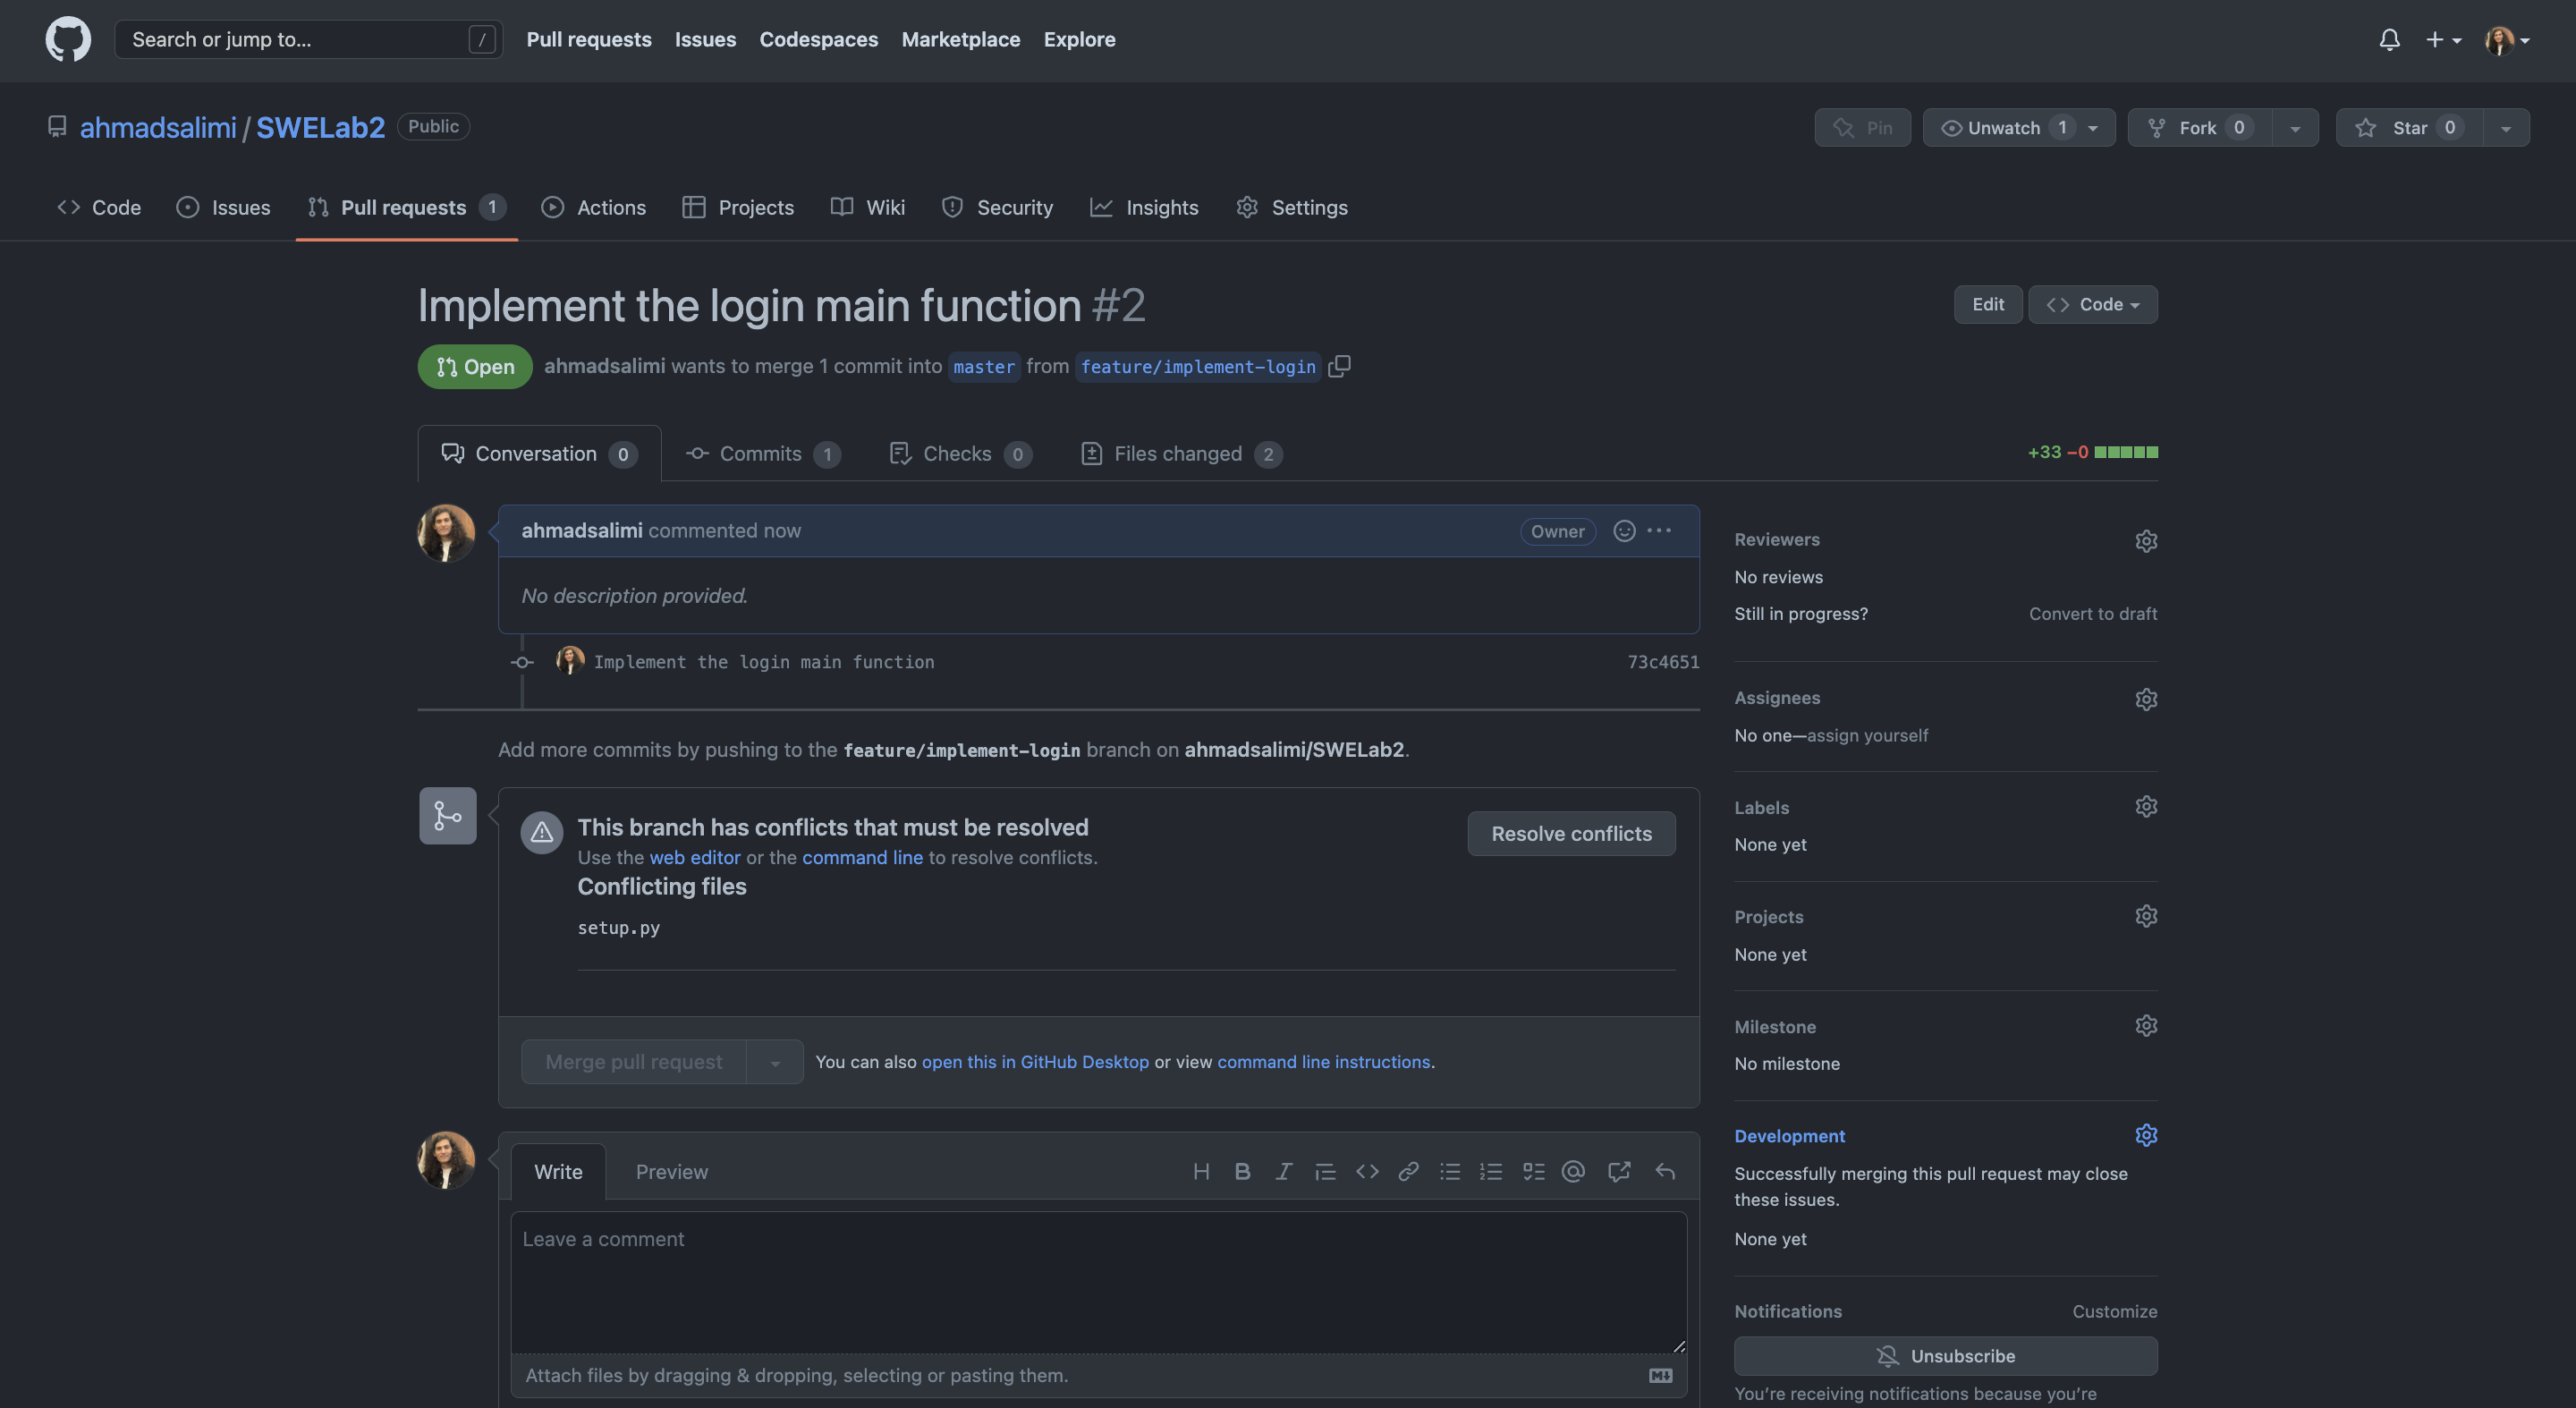 Search or jump to... / Pull requests Issues Codespaces Marketplace Explore
ahmadsalimi / SWELab2 Public Pin Unwatch 1 Fork 0 Star 0
Code Issues Pull requests 1 Actions Projects Wiki Security Insights Settings
Implement the login main function #2 Edit Code
Open ahmadsalimi wants to merge 1 commit into master from feature/implement-login
Conversation 0 Commits 1 Checks 0 Files changed 2 +33 −0
ahmadsalimi commented now Owner
No description provided.
Implement the login main function 73c4651
Add more commits by pushing to the feature/implement-login branch on ahmadsalimi/SWELab2.
This branch has conflicts that must be resolved
Resolve conflicts
Use the web editor or the command line to resolve conflicts.
Conflicting files
setup.py
Merge pull request You can also open this in GitHub Desktop or view command line instructions.
Write Preview H B I @
Leave a comment
Attach files by dragging & dropping, selecting or pasting them.
Reviewers
No reviews
Still in progress? Convert to draft
Assignees
No one—assign yourself
Labels
None yet
Projects
None yet
Milestone
No milestone
Development
Successfully merging this pull request may close
these issues.
None yet
Notifications Customize
Unsubscribe
You’re receiving notifications because you’re